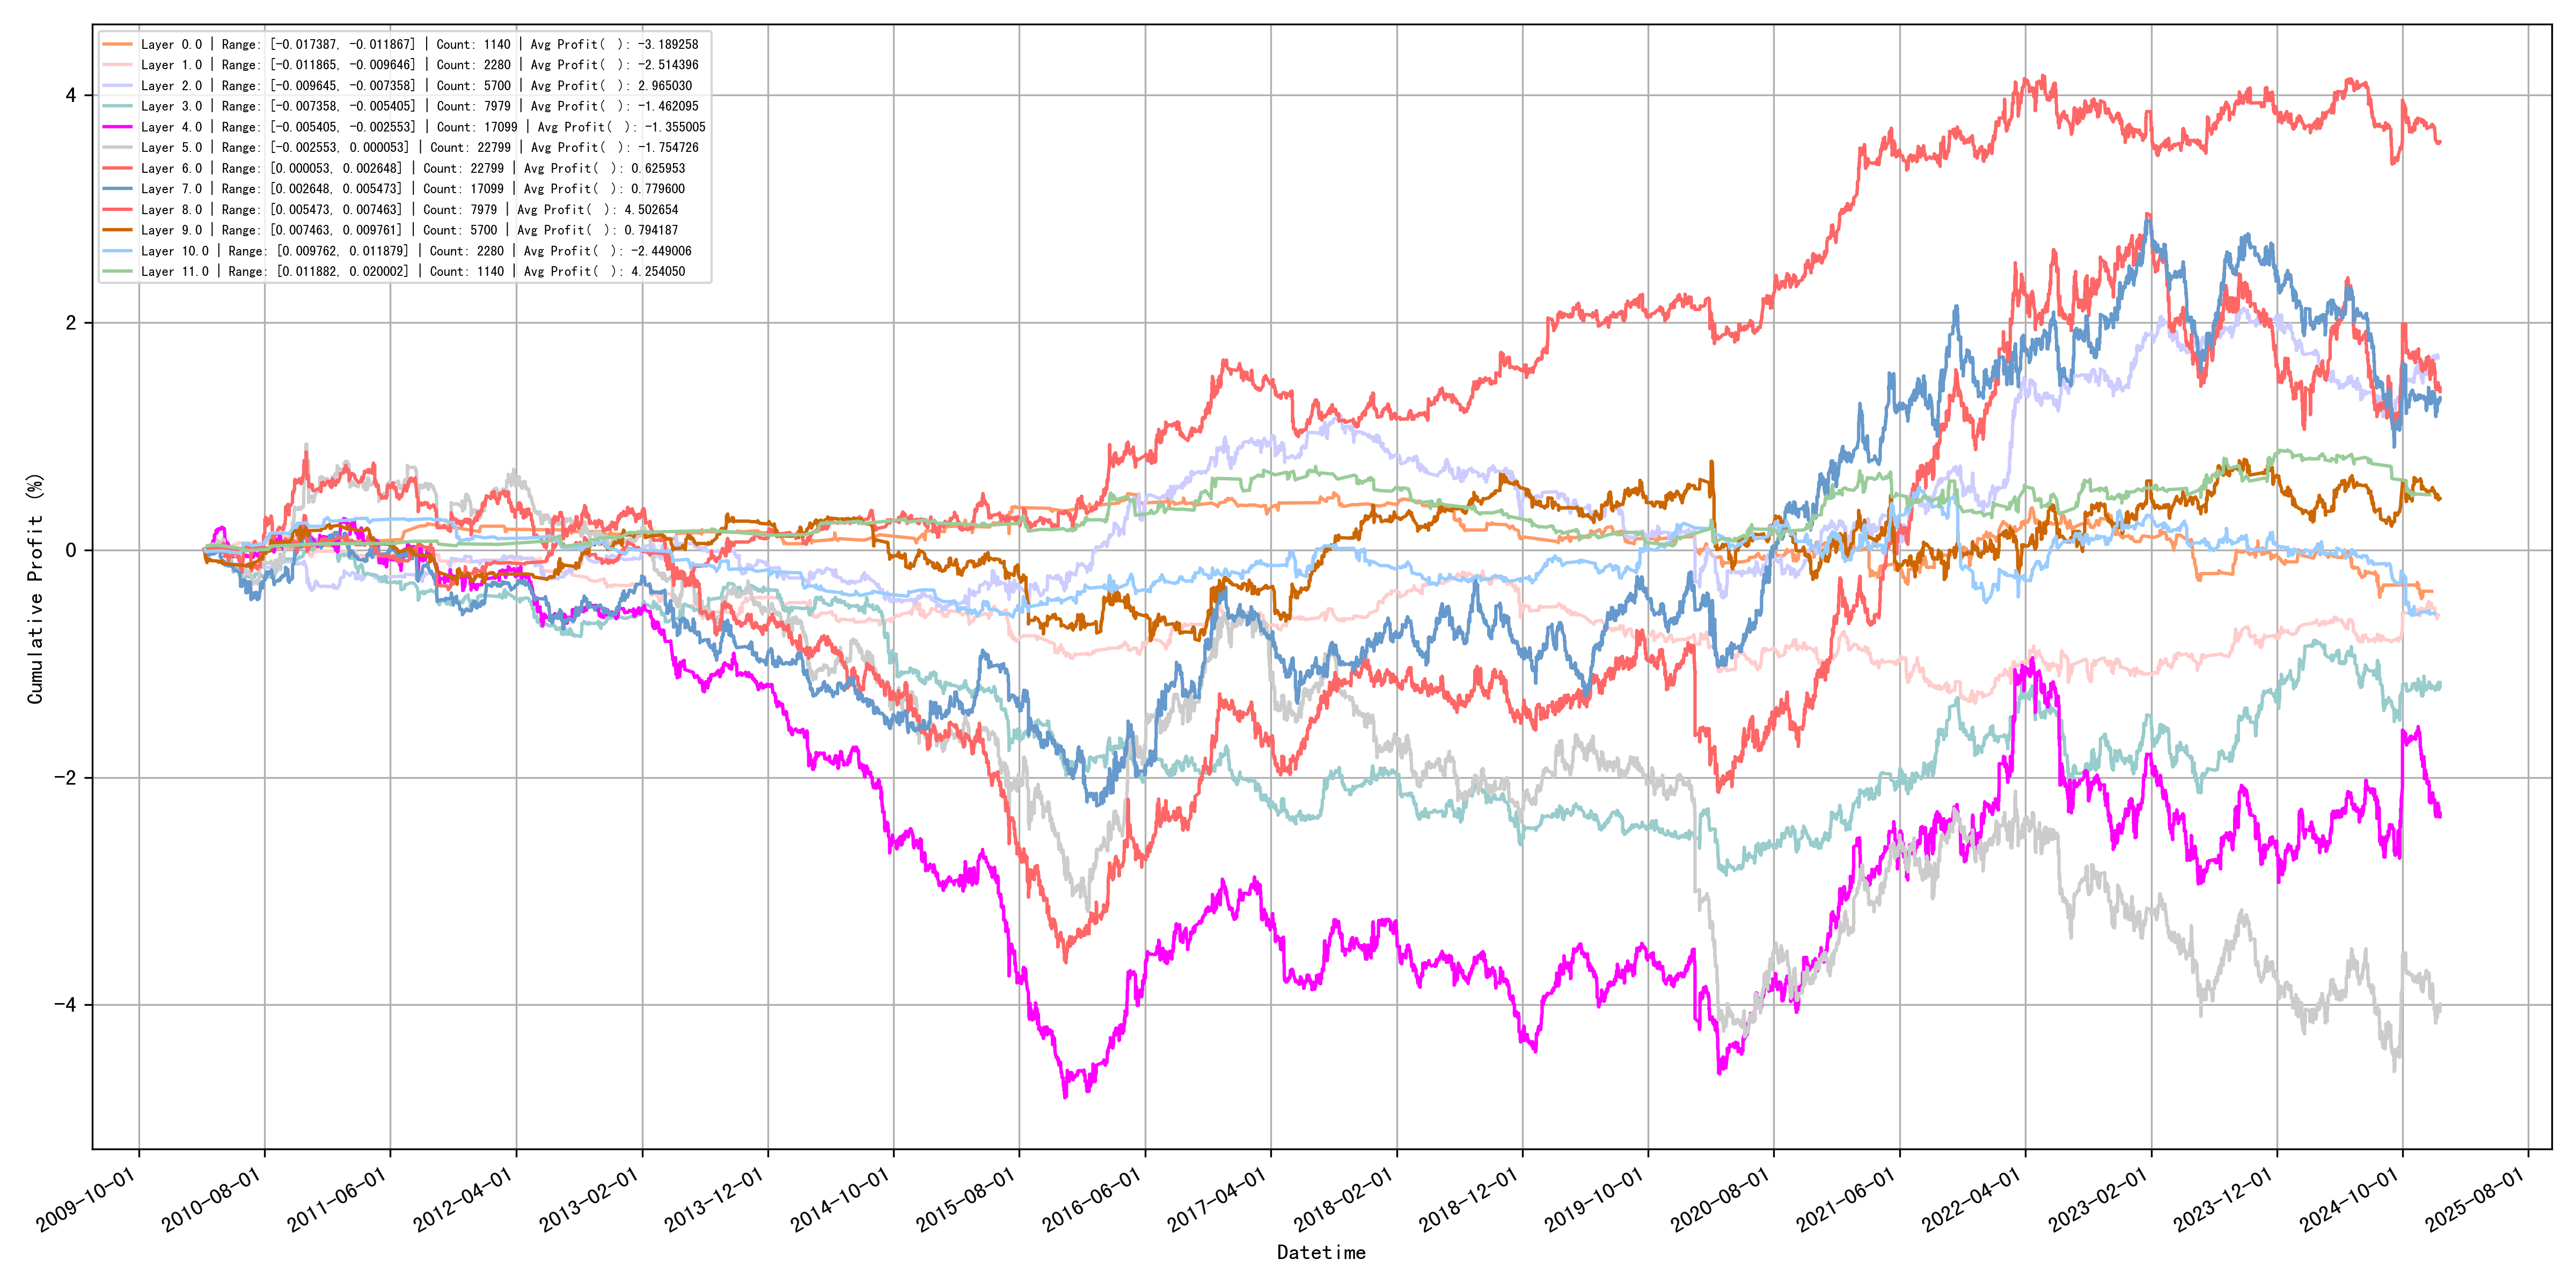 Layer 0.0 | Range: [-0.017387, -0.011867] | Count: 1140 | Avg Profit( ): -3.189258
Layer 1.0 | Range: [-0.011865, -0.009646] | Count: 2280 | Avg Profit( ): -2.514396
Layer 2.0 | Range: [-0.009645, -0.007358] | Count: 5700 | Avg Profit( ): 2.965030
Layer 3.0 | Range: [-0.007358, -0.005405] | Count: 7979 | Avg Profit( ): -1.462095
Layer 4.0 | Range: [-0.005405, -0.002553] | Count: 17099 | Avg Profit( ): -1.355005
Layer 5.0 | Range: [-0.002553, 0.000053] | Count: 22799 | Avg Profit( ): -1.754726
Layer 6.0 | Range: [0.000053, 0.002648] | Count: 22799 | Avg Profit( ): 0.625953
Layer 7.0 | Range: [0.002648, 0.005473] | Count: 17099 | Avg Profit( ): 0.779600
Layer 8.0 | Range: [0.005473, 0.007463] | Count: 7979 | Avg Profit( ): 4.502654
Layer 9.0 | Range: [0.007463, 0.009761] | Count: 5700 | Avg Profit( ): 0.794187
Layer 10.0 | Range: [0.009762, 0.011879] | Count: 2280 | Avg Profit( ): -2.449006
Layer 11.0 | Range: [0.011882, 0.020002] | Count: 1140 | Avg Profit( ): 4.254050
4
2
0
-2
-4
Cumulative Profit (%)
2009-10-01
2010-08-01
2011-06-01
2012-04-01
2013-02-01
2013-12-01
2014-10-01
2015-08-01
2016-06-01
2017-04-01
2018-02-01
2018-12-01
2019-10-01
2020-08-01
2021-06-01
2022-04-01
2023-02-01
2023-12-01
2024-10-01
2025-08-01
Datetime